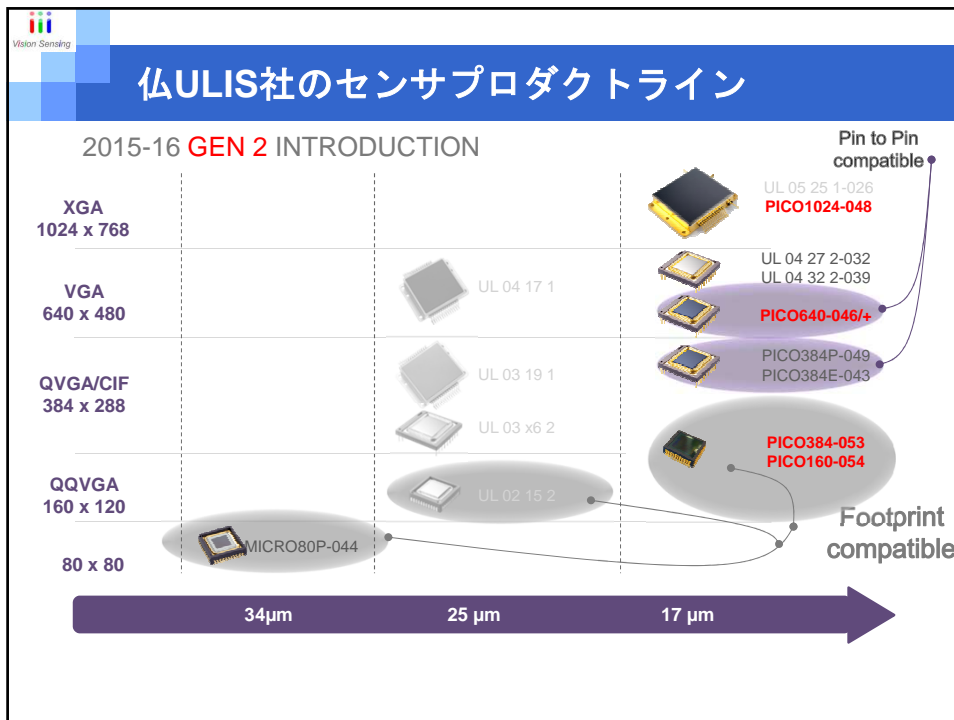 Vision Sensing
仏ULIS社のセンサプロダクトライン
2015-16 GEN 2 INTRODUCTION
Pin to Pin
compatible
XGA
1024 x 768
UL 05 25 1-026
PICO1024-048
VGA
640 x 480
UL 04 17 1
UL 04 27 2-032
UL 04 32 2-039
PICO640-046/+
QVGA/CIF
384 x 288
UL 03 19 1
UL 03 x6 2
PICO384P-049
PICO384E-043
PICO384-053
PICO160-054
QQVGA
160 x 120
UL 02 15 2
Footprint
compatible
80 x 80
MICRO80P-044
34µm
25 µm
17 µm